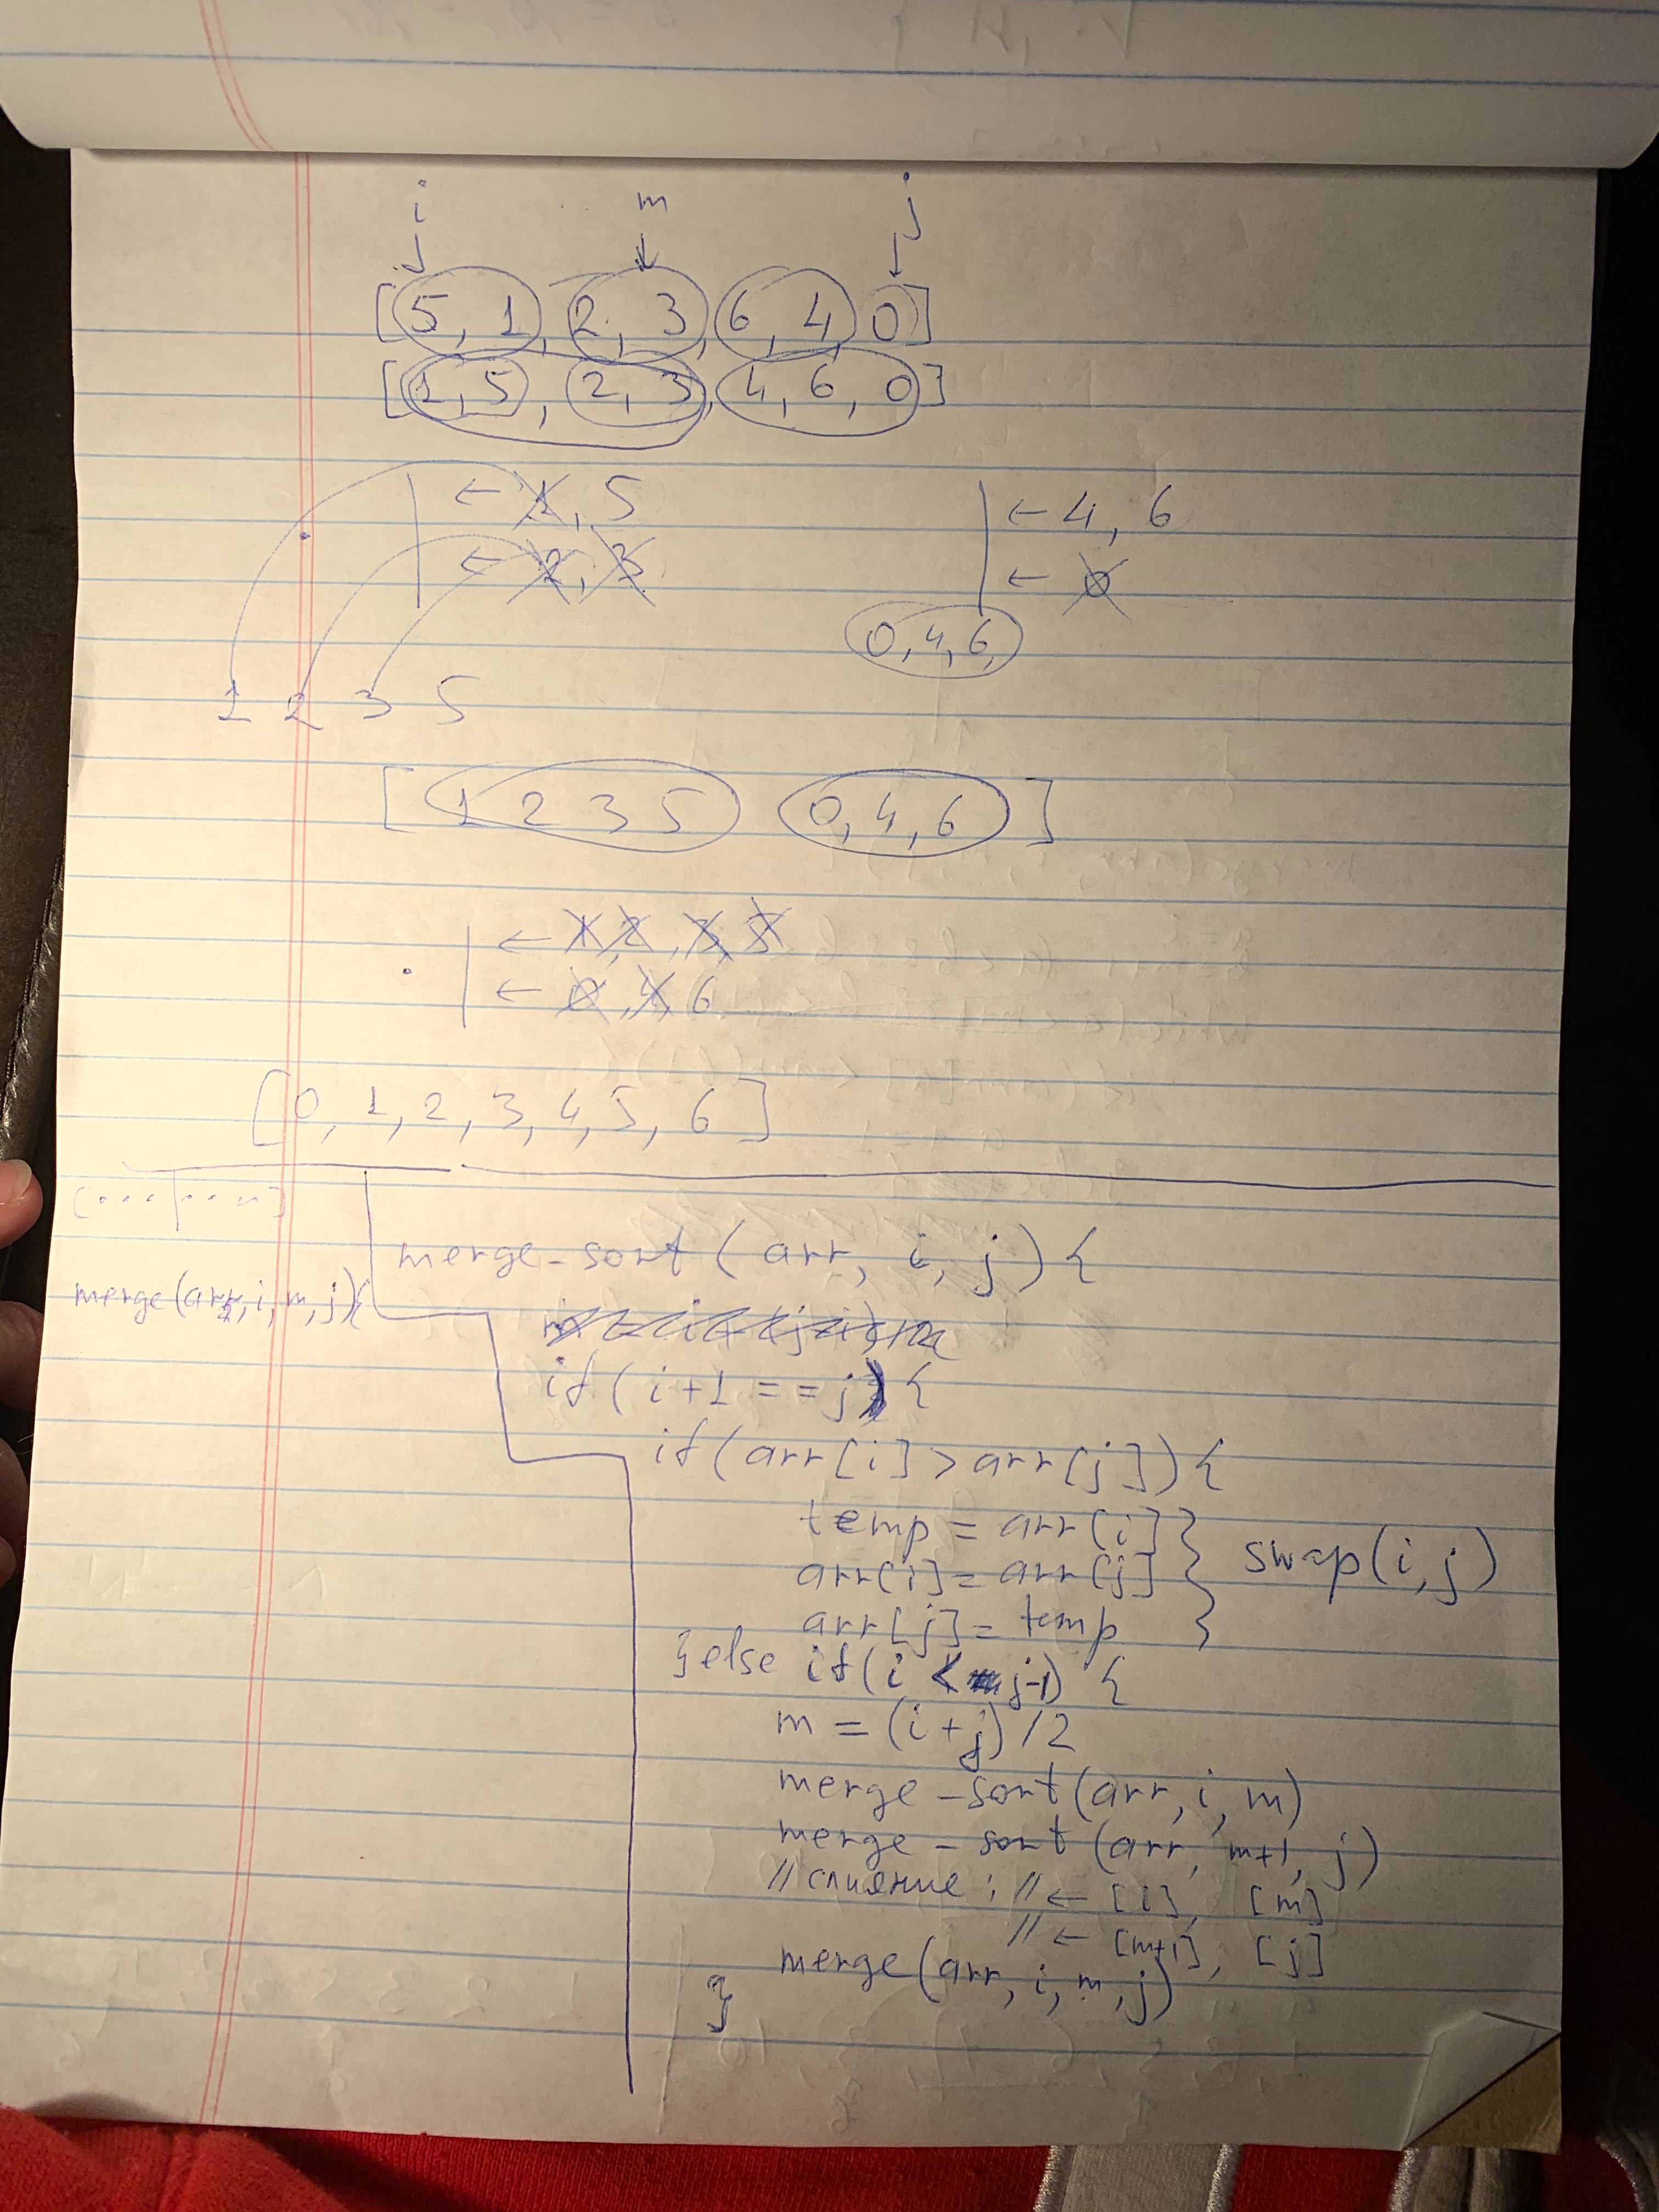 i m j
[5, 1, 2, 3, 6, 4, 0]
[1, 5, 2, 3, 4, 6, 0]
← 1, 5
← 2, 3
← 4, 6
← 0
0, 4, 6,
1 2 3 5
[ 1 2 3 5 0, 4, 6 ]
← 1, 2, 3, 5
← 0, 4, 6
[0, 1, 2, 3, 4, 5, 6]
merge(arr, i, m, j){
merge-sort (arr, i, j) {
if (i+1 == j) {
if (arr[i] > arr[j]) {
temp = arr[i] }
arr[i] = arr[j] } swap(i, j)
arr[j] = temp
} else if (i < j-1) {
m = (i+j)/2
merge-sort(arr, i, m)
merge-sort (arr, m+1, j)
// слияние : // ← [i], [m]
// ← [m+1], [j]
merge(arr, i, m, j)
}